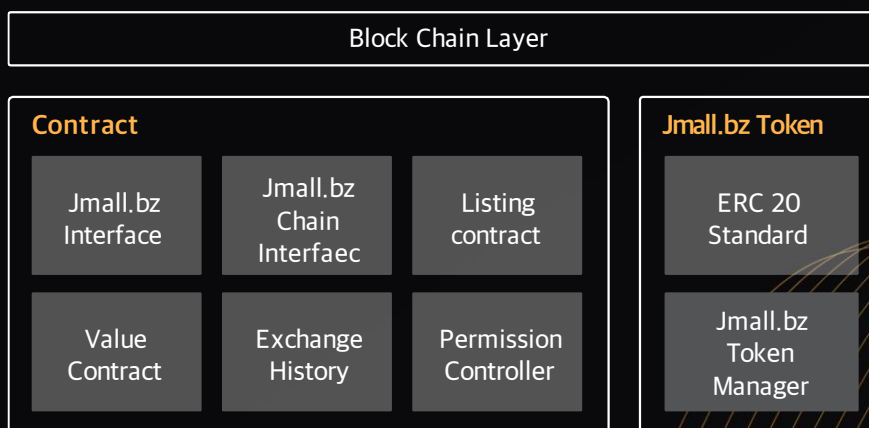 Block Chain Layer
Contract
Jmall.bz
Interface
Jmall.bz
Chain
Interfaec
Listing
contract
Value
Contract
Exchange
History
Permission
Controller
Jmall.bz Token
ERC 20
Standard
Jmall.bz
Token
Manager